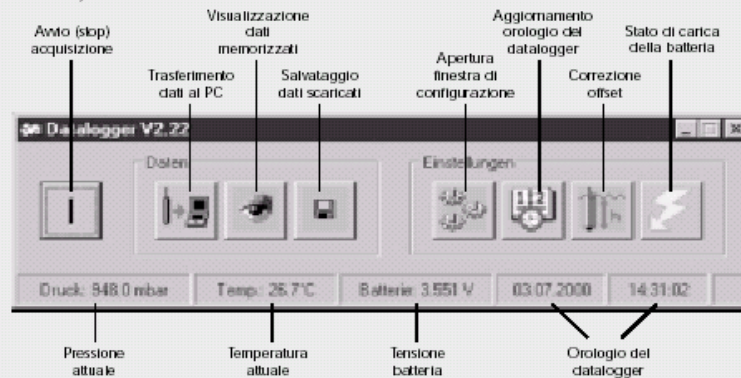 Avvio (stop)
acquisizione
Visualizzazione
dati
memorizzati
Trasferimento
dati al PC
Salvataggio
dati scaricati
Apertura
finestra di
configurazione
Aggiornamento
orologio del
datalogger
Correzione
offset
Stato di carica
della batteria
Datalogger V2.22
Daten
Einstellungen
Druck: 948.0 mbar
Temp.: 26.7°C
Batterie: 3.551 V
03.07.2000
14:31:02
Pressione
attuale
Temperatura
attuale
Tensione
batteria
Orologio del
datalogger